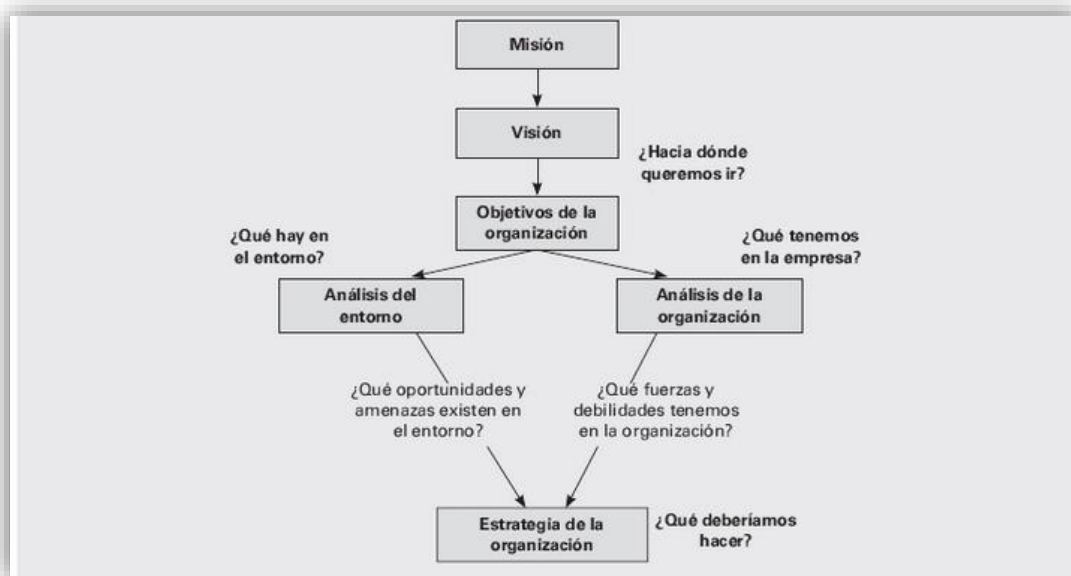 Misión
Visión
¿Hacia dónde
queremos ir?
Objetivos de la
organización
¿Qué hay en
el entorno?
¿Qué tenemos
en la empresa?
Análisis del
entorno
Análisis de la
organización
¿Qué oportunidades y
amenazas existen en
el entorno?
¿Qué fuerzas y
debilidades tenemos
en la organización?
Estrategia de la
organización
¿Qué deberíamos
hacer?